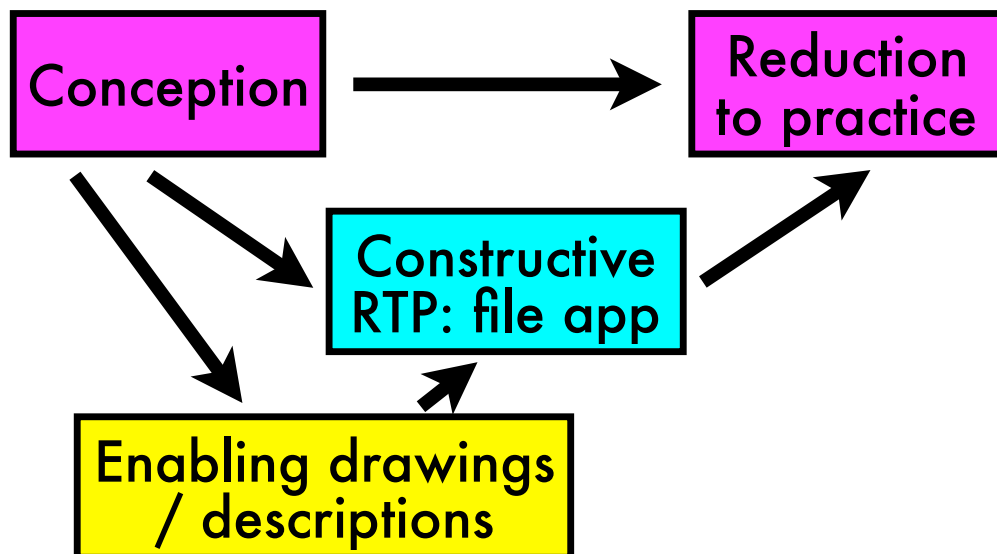 Conception
Reduction
to practice
Constructive
RTP: file app
Enabling drawings
/ descriptions